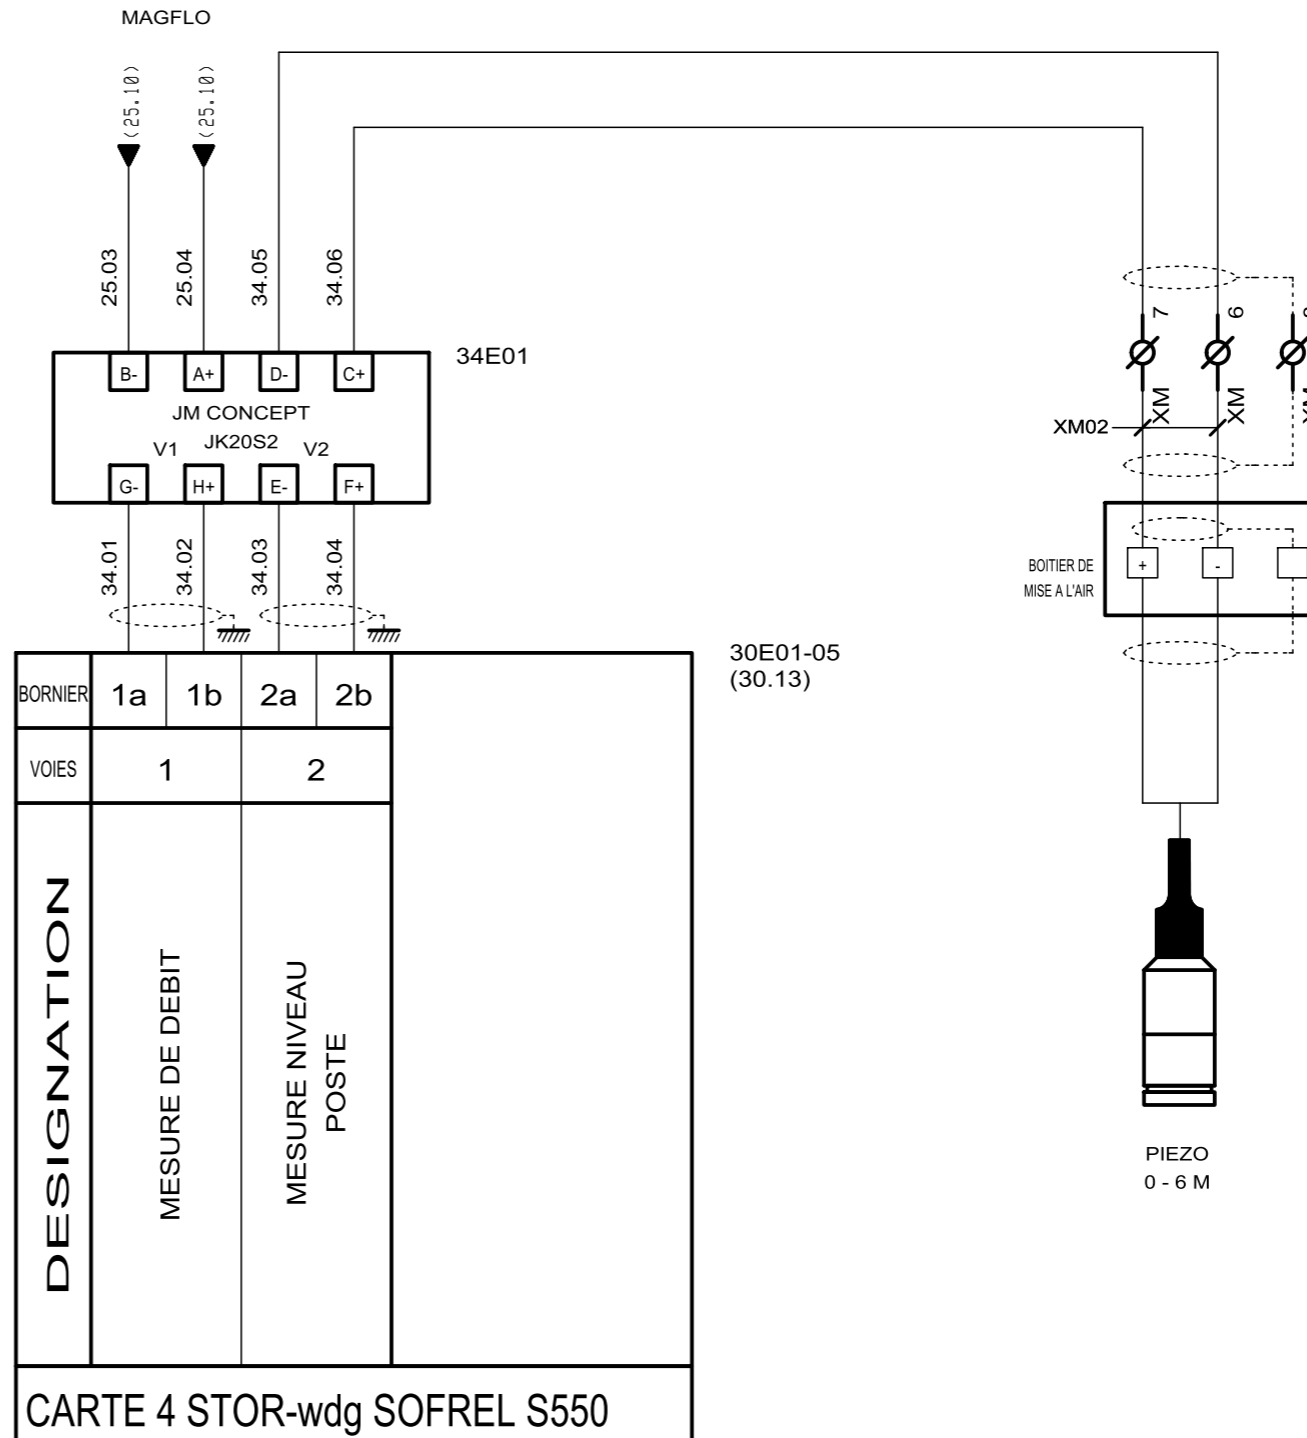 MAGFLO
(25.10)
(25.10)
25.03
25.04
34.05
34.06
34E01
B-
A+
D-
C+
JM CONCEPT
JK20S2
V1
V2
G-
H+
E-
F+
34.01
34.02
34.03
34.04
7
6
XM
XM
XM
XM02
BOITIER DE
MISE A L'AIR
+
-
30E01-05
(30.13)
BORNIER
1a
1b
2a
2b
VOIES
1
2
DESIGNATION
MESURE DE DEBIT
MESURE NIVEAU
POSTE
PIEZO
0 - 6 M
CARTE 4 STOR-wdg SOFREL S550